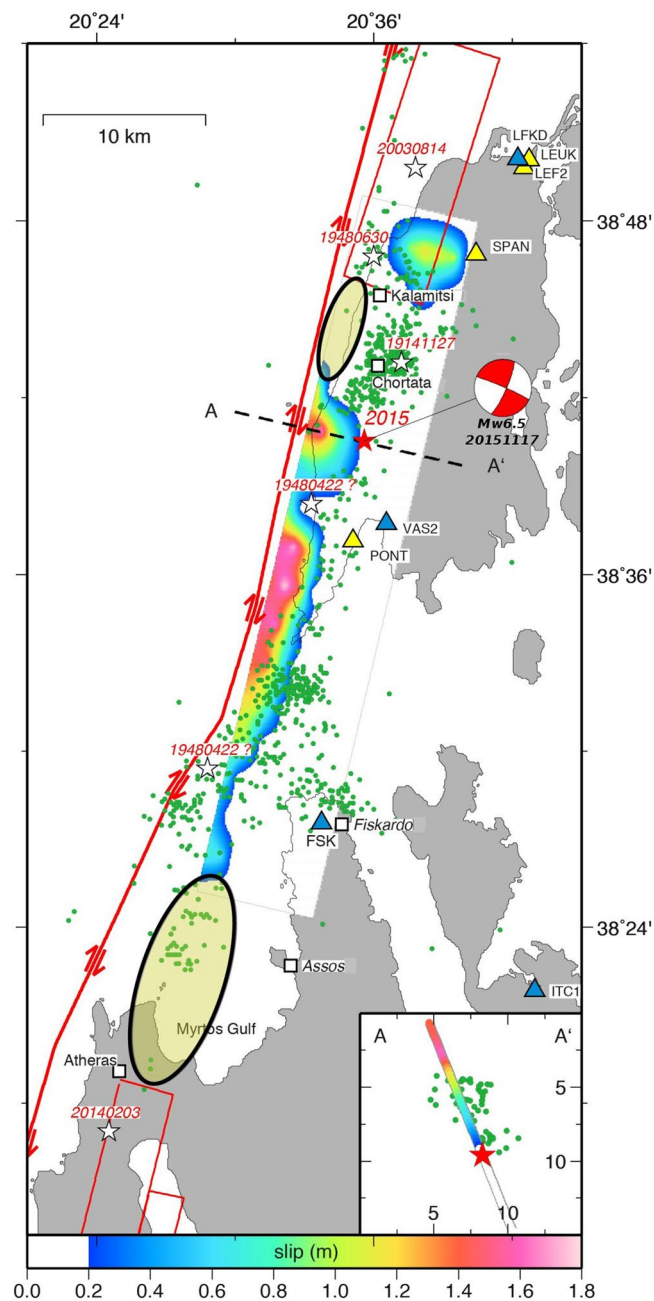 20°24'
20°36'
10 km
20030814
LFKD
LEUK
LEF2
38°48'
19480630
SPAN
Kalamitsi
19141127
Chortata
A
2015
Mw6.5
20151117
A'
19480422 ?
VAS2
PONT
38°36'
19480422 ?
FSK
Fiskardo
38°24'
Assos
ITC1
Myrtos Gulf
A
A'
Atheras
5
20140203
10
5
10
slip (m)
0.0
0.2
0.4
0.6
0.8
1.0
1.2
1.4
1.6
1.8